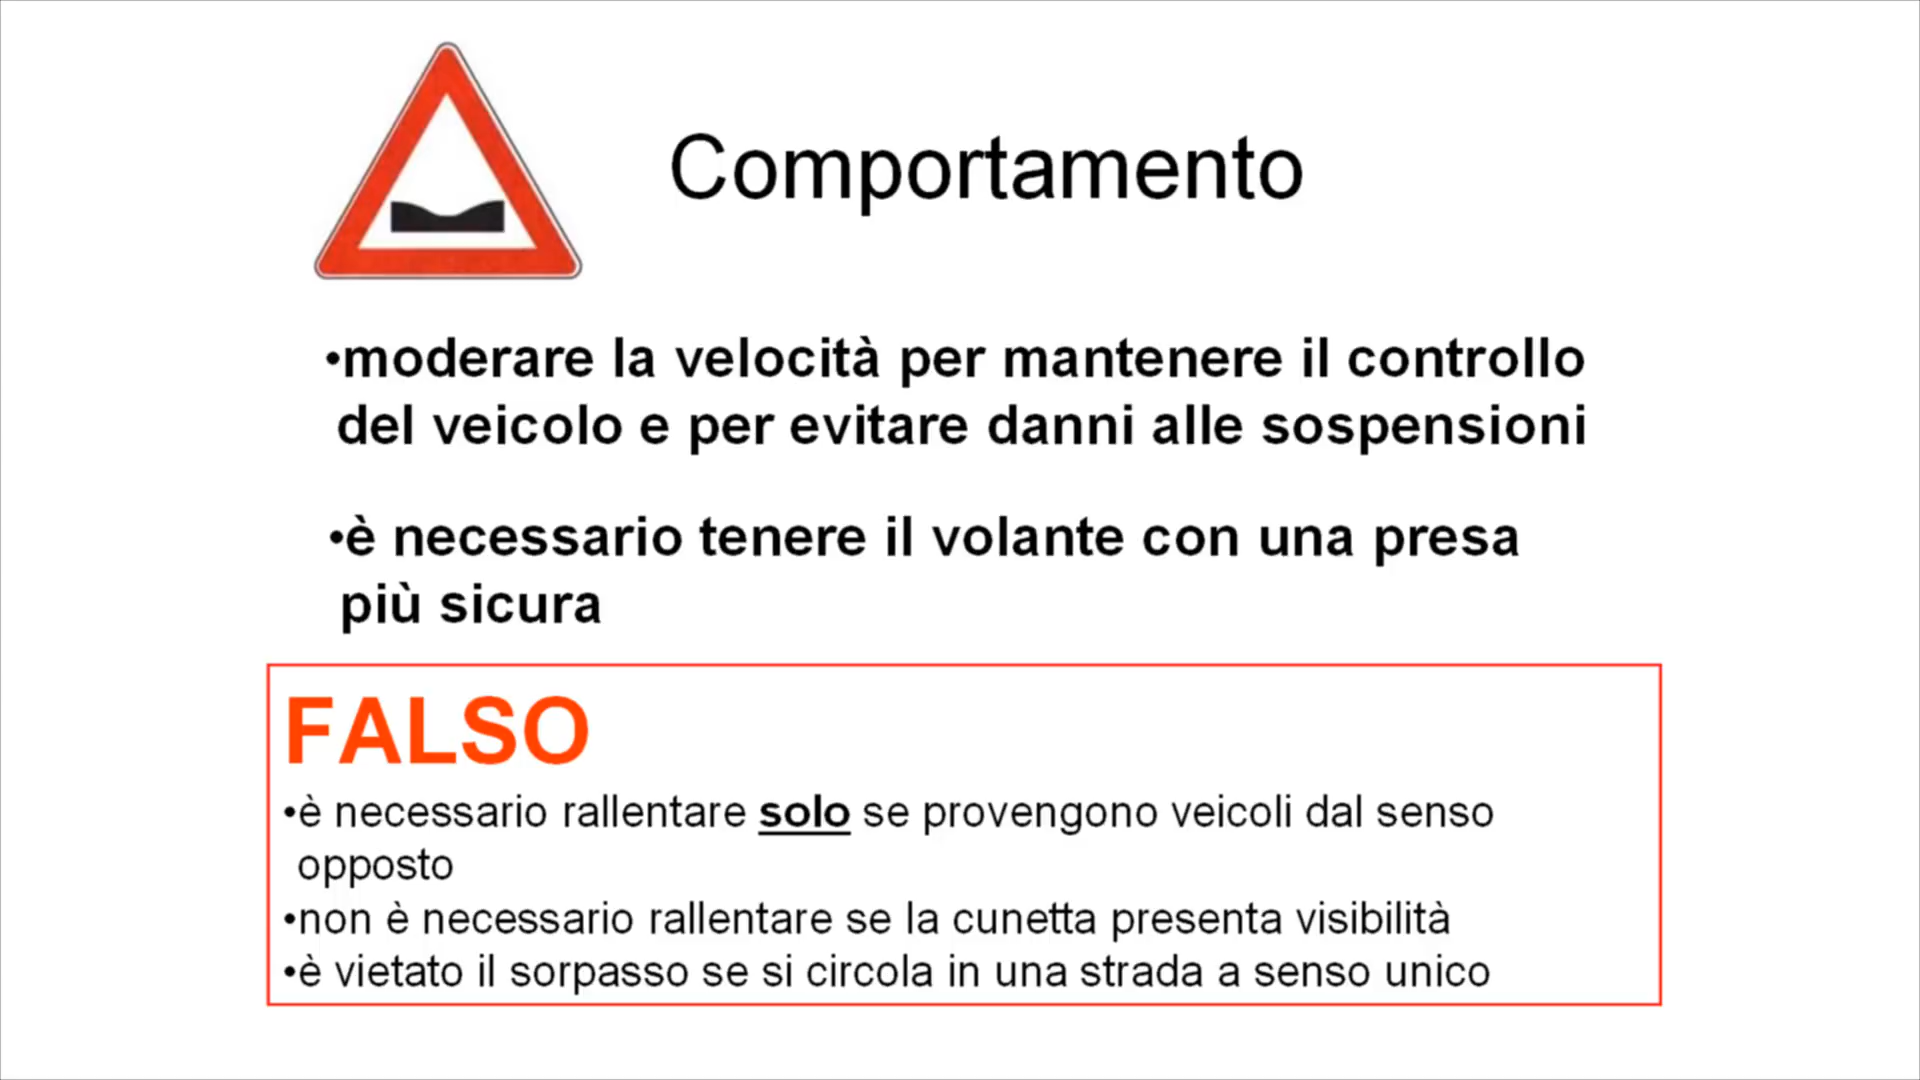 Comportamento
•moderare la velocità per mantenere il controllo
del veicolo e per evitare danni alle sospensioni
•è necessario tenere il volante con una presa
più sicura
FALSO
•è necessario rallentare solo se provengono veicoli dal senso
opposto
•non è necessario rallentare se la cunetta presenta visibilità
•è vietato il sorpasso se si circola in una strada a senso unico